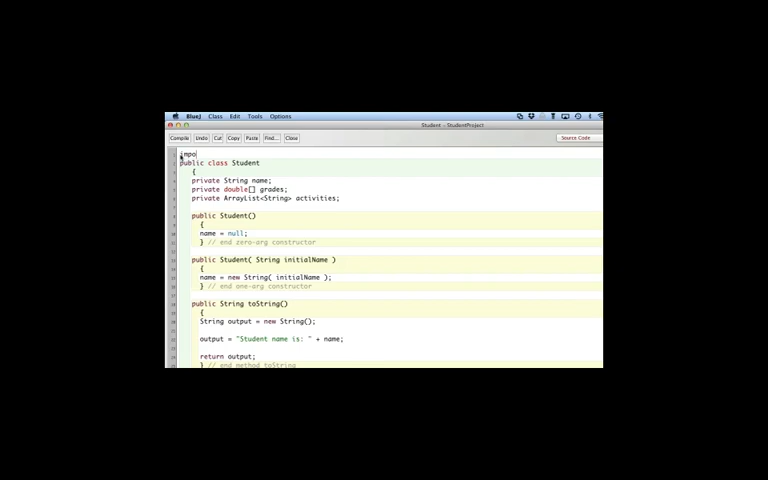 BlueJ Class Edit Tools Options
Student - StudentProject
Compile Undo Cut Copy Paste Find... Close Source Code
impo
public class Student
{
private String name;
private double[] grades;
private ArrayList<String> activities;
public Student()
{
name = null;
} // end zero-arg constructor
public Student( String initialName )
{
name = new String( initialName );
} // end one-arg constructor
public String toString()
{
String output = new String();
output = "Student name is: " + name;
return output;
} // end method toString